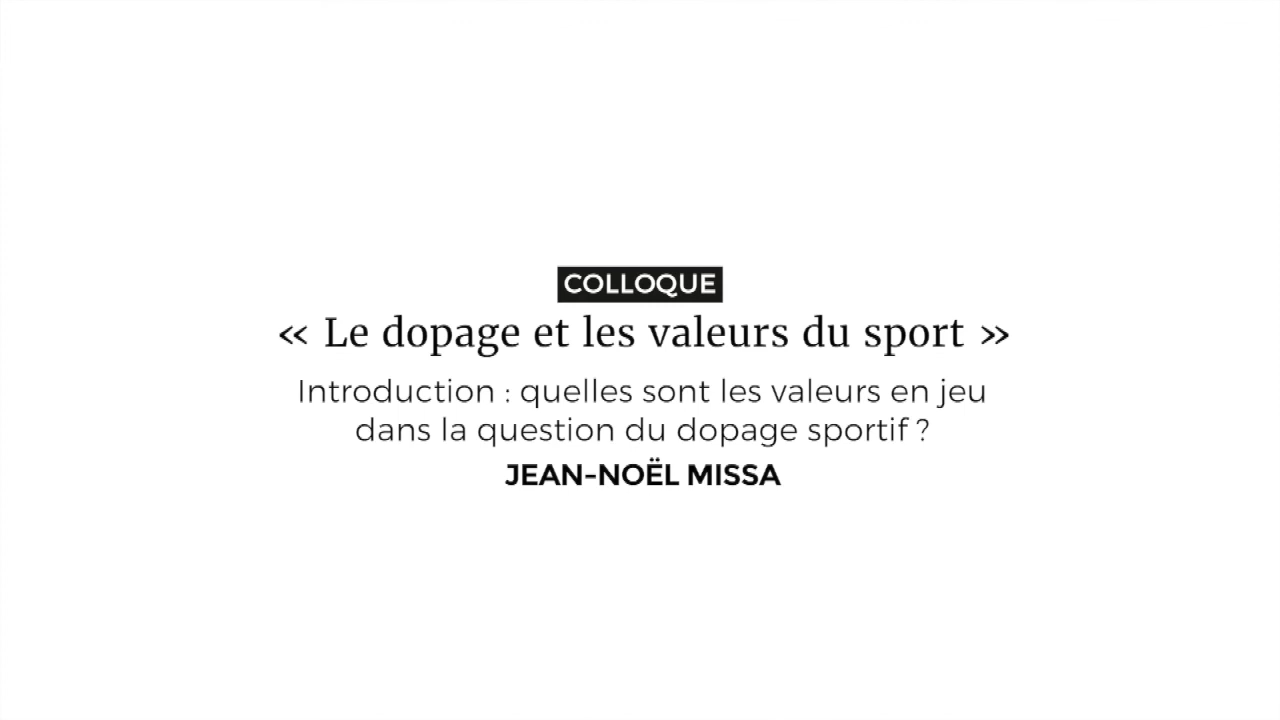 COLLOQUE
« Le dopage et les valeurs du sport »
Introduction : quelles sont les valeurs en jeu
dans la question du dopage sportif ?
JEAN-NOËL MISSA